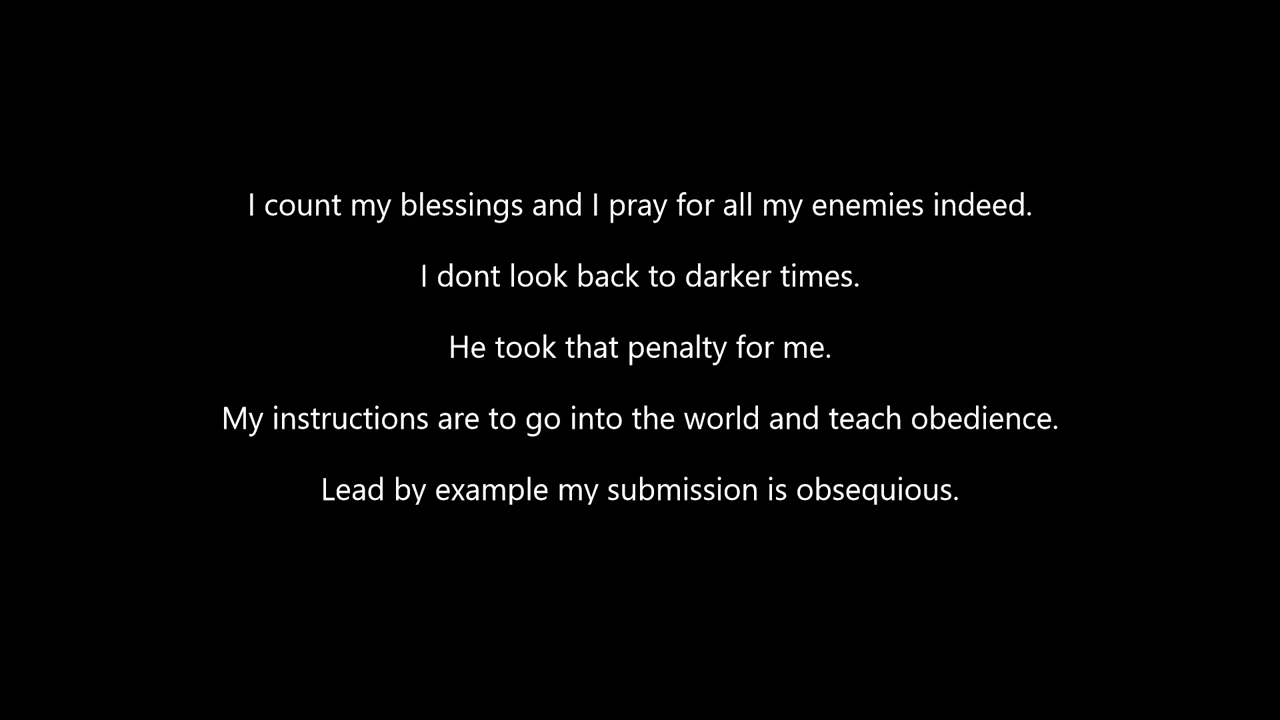 I count my blessings and I pray for all my enemies indeed.
I dont look back to darker times.
He took that penalty for me.
My instructions are to go into the world and teach obedience.
Lead by example my submission is obsequious.